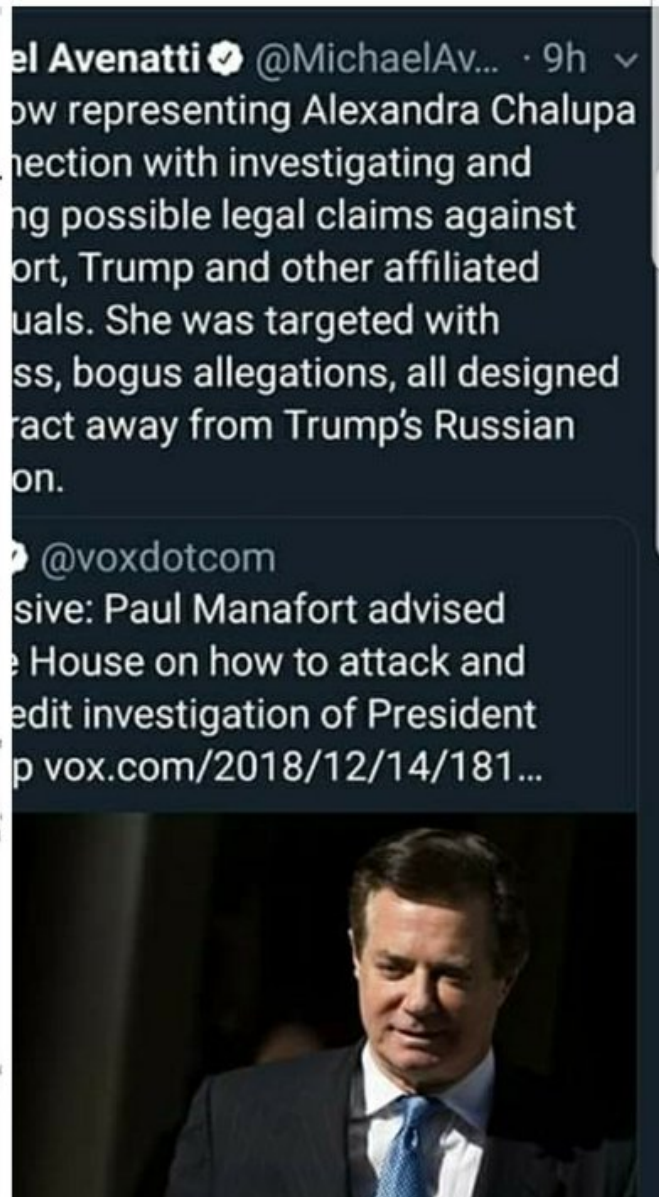 el Avenatti @MichaelAv... · 9h
ow representing Alexandra Chalupa
nection with investigating and
ng possible legal claims against
ort, Trump and other affiliated
uals. She was targeted with
ss, bogus allegations, all designed
ract away from Trump's Russian
on.
@voxdotcom
sive: Paul Manafort advised
e House on how to attack and
edit investigation of President
p vox.com/2018/12/14/181...